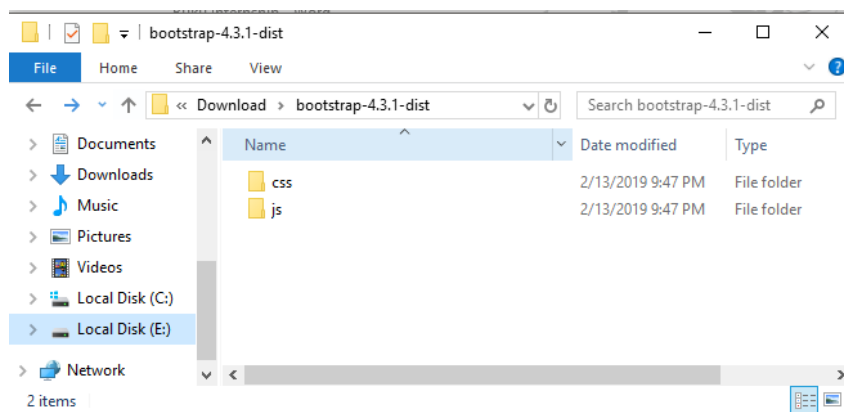 bootstrap-4.3.1-dist
File Home Share View
« Download > bootstrap-4.3.1-dist
Search bootstrap-4.3.1-dist
Documents
Downloads
Music
Pictures
Videos
Local Disk (C:)
Local Disk (E:)
Network
Name Date modified Type
css 2/13/2019 9:47 PM File folder
js 2/13/2019 9:47 PM File folder
2 items